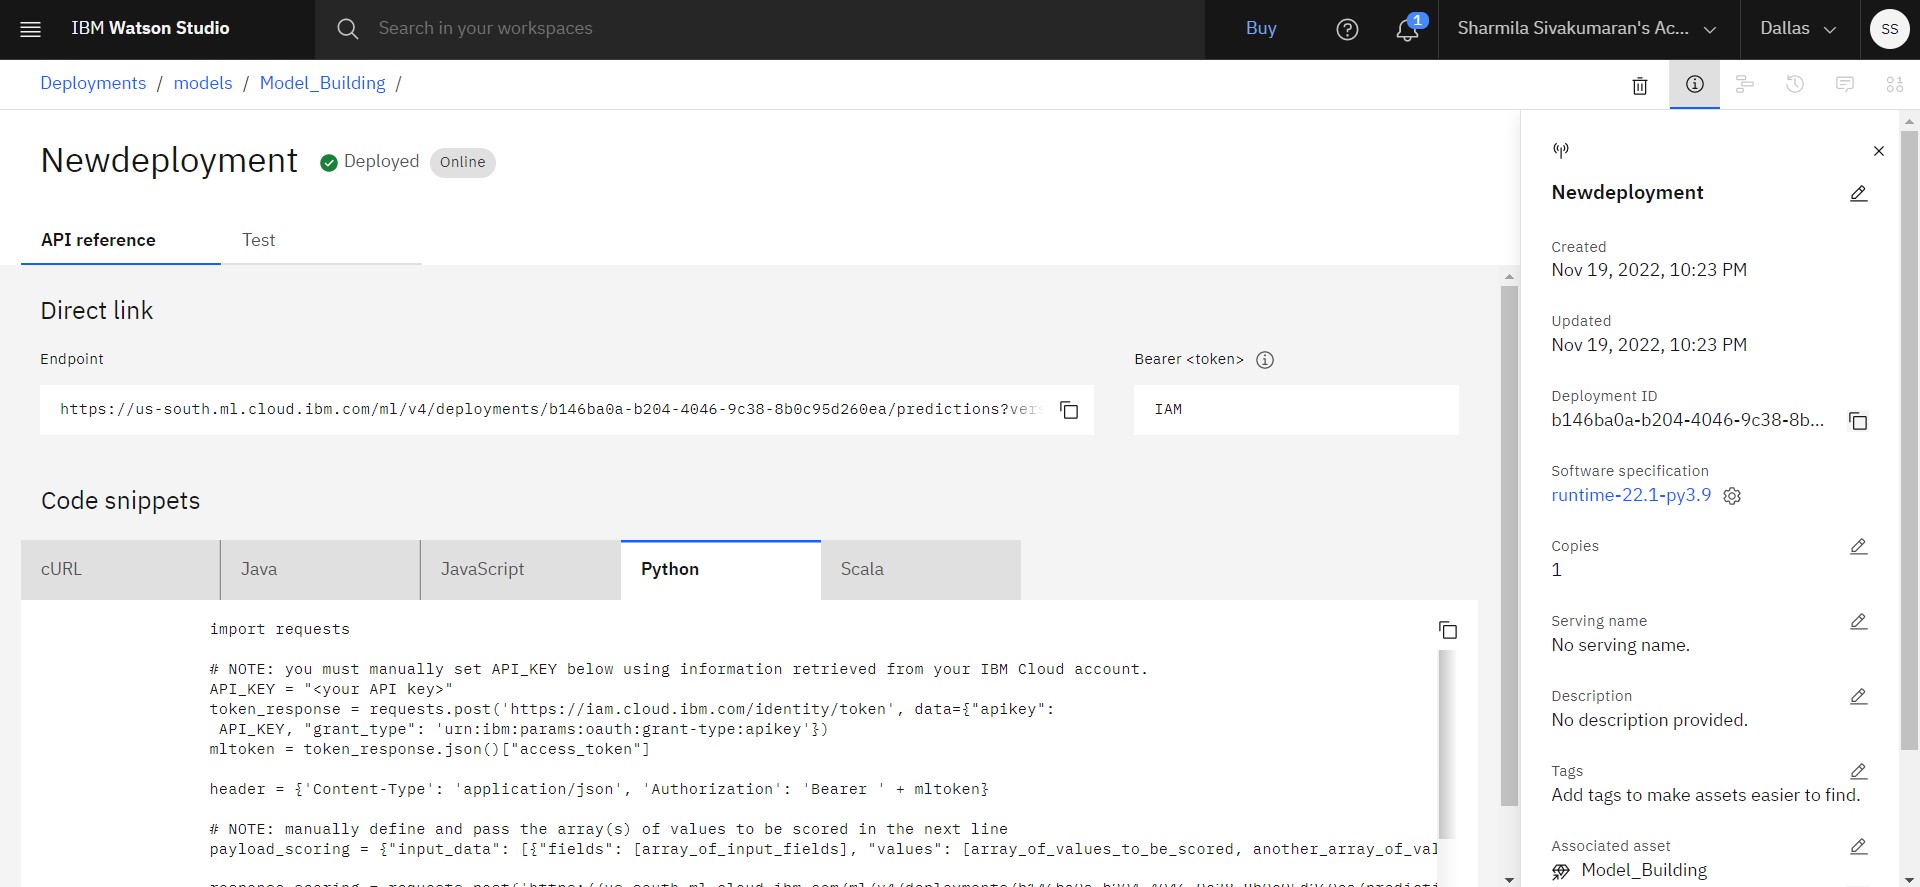 IBM Watson Studio
Search in your workspaces
Buy
1
Sharmila Sivakumaran's Ac...
Dallas
SS
Deployments / models / Model_Building /
Newdeployment
Deployed
Online
API reference
Test
Direct link
Endpoint
https://us-south.ml.cloud.ibm.com/ml/v4/deployments/b146ba0a-b204-4046-9c38-8b0c95d260ea/predictions?ver
Bearer <token>
IAM
Code snippets
cURL
Java
JavaScript
Python
Scala
import requests
# NOTE: you must manually set API_KEY below using information retrieved from your IBM Cloud account.
API_KEY = "<your API key>"
token_response = requests.post('https://iam.cloud.ibm.com/identity/token', data={"apikey":
API_KEY, "grant_type": 'urn:ibm:params:oauth:grant-type:apikey'})
mltoken = token_response.json()["access_token"]
header = {'Content-Type': 'application/json', 'Authorization': 'Bearer ' + mltoken}
# NOTE: manually define and pass the array(s) of values to be scored in the next line
payload_scoring = {"input_data": [{"fields": [array_of_input_fields], "values": [array_of_values_to_be_scored, another_array_of_val
Newdeployment
Created
Nov 19, 2022, 10:23 PM
Updated
Nov 19, 2022, 10:23 PM
Deployment ID
b146ba0a-b204-4046-9c38-8b...
Software specification
runtime-22.1-py3.9
Copies
1
Serving name
No serving name.
Description
No description provided.
Tags
Add tags to make assets easier to find.
Associated asset
Model_Building